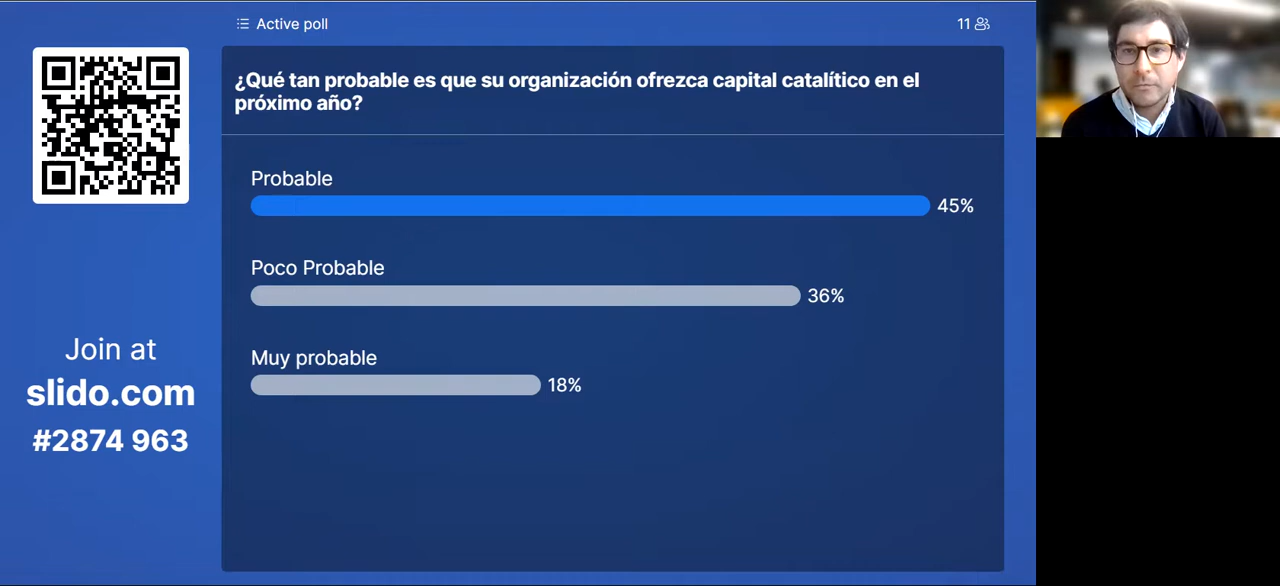 Active poll
11
¿Qué tan probable es que su organización ofrezca capital catalítico en el
próximo año?
Probable
45%
Poco Probable
36%
Muy probable
18%
Join at
slido.com
#2874 963